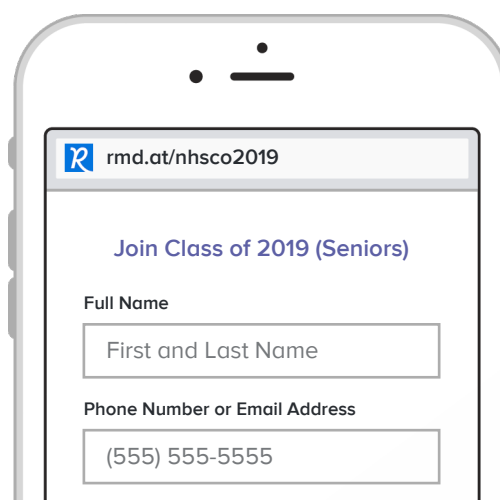 rmd.at/nhsco2019
Join Class of 2019 (Seniors)
Full Name
First and Last Name
Phone Number or Email Address
(555) 555-5555